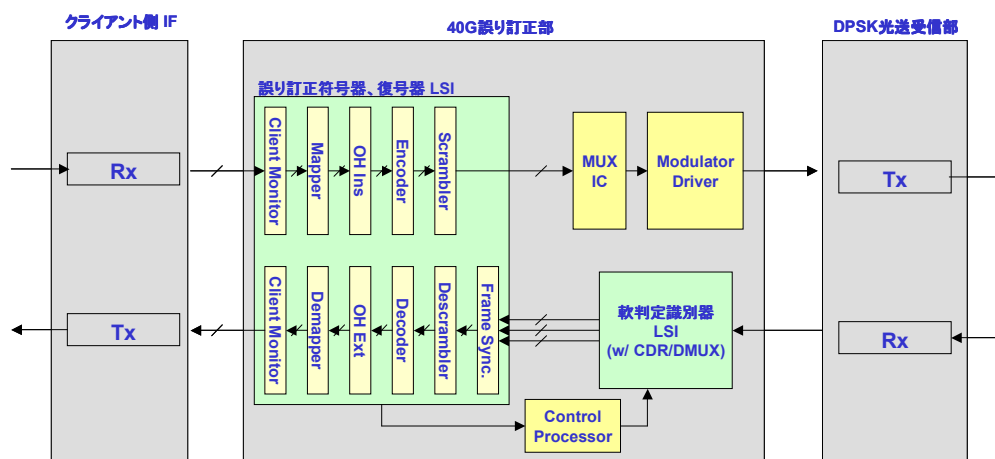 クライアント側 IF
40G誤り訂正部
DPSK光送受信部
誤り訂正符号器、復号器 LSI
Rx
Client Monitor
Mapper
OH Ins
Encoder
Scrambler
MUX
IC
Modulator
Driver
Tx
Tx
Client Monitor
Demapper
OH Ext
Decoder
Descrambler
Frame Sync.
軟判定識別器
LSI
(w/ CDR/DMUX)
Rx
Control
Processor